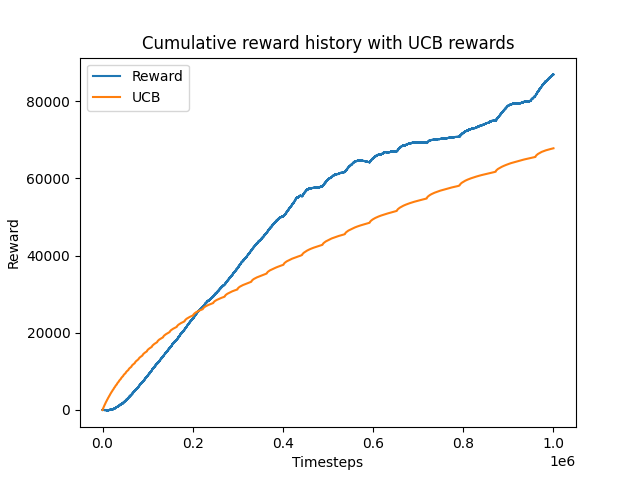 Cumulative reward history with UCB rewards
Reward
UCB
80000
60000
40000
20000
0
Reward
0.0 0.2 0.4 0.6 0.8 1.0
1e6
Timesteps